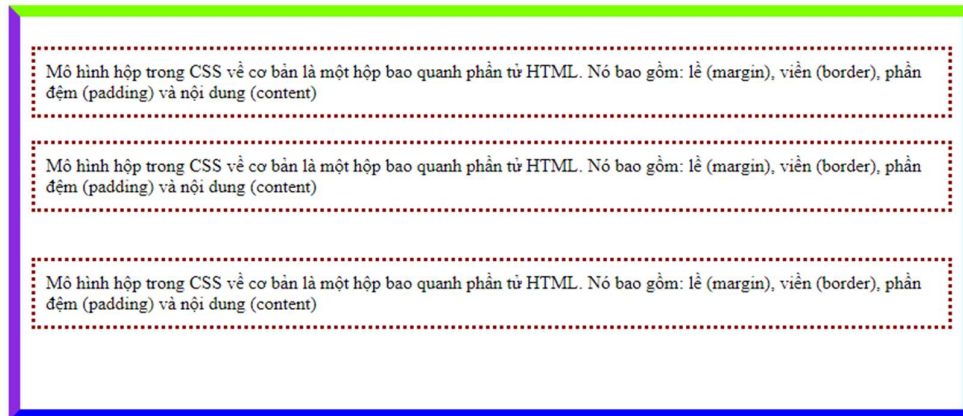 Mô hình hộp trong CSS về cơ bản là một hộp bao quanh phần tử HTML. Nó bao gồm: lề (margin), viền (border), phần
đệm (padding) và nội dung (content)
Mô hình hộp trong CSS về cơ bản là một hộp bao quanh phần tử HTML. Nó bao gồm: lề (margin), viền (border), phần
đệm (padding) và nội dung (content)
Mô hình hộp trong CSS về cơ bản là một hộp bao quanh phần tử HTML. Nó bao gồm: lề (margin), viền (border), phần
đệm (padding) và nội dung (content)